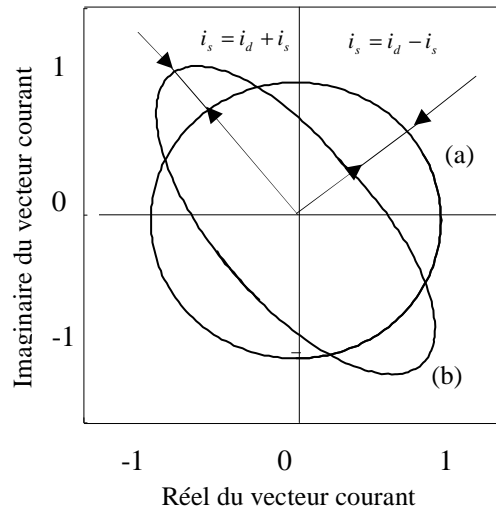 i_s = i_d + i_s
i_s = i_d - i_s
1
0
-1
(a)
(b)
Imaginaire du vecteur courant
-1
0
1
Réel du vecteur courant